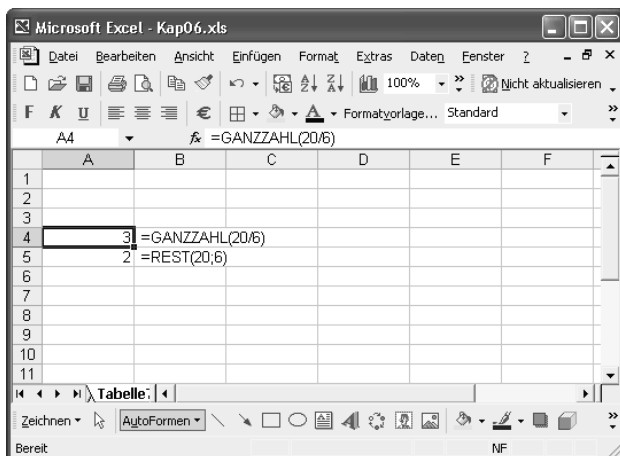 Microsoft Excel - Kap06.xls
Datei Bearbeiten Ansicht Einfügen Format Extras Daten Fenster ?
100% Nicht aktualisieren
F K U € A Formatvorlage... Standard
A4 fx =GANZZAHL(20/6)
A B C D E F
1
2
3
4 3 =GANZZAHL(20/6)
5 2 =REST(20;6)
6
7
8
9
10
11
Tabelle
Zeichnen AutoFormen
Bereit NF